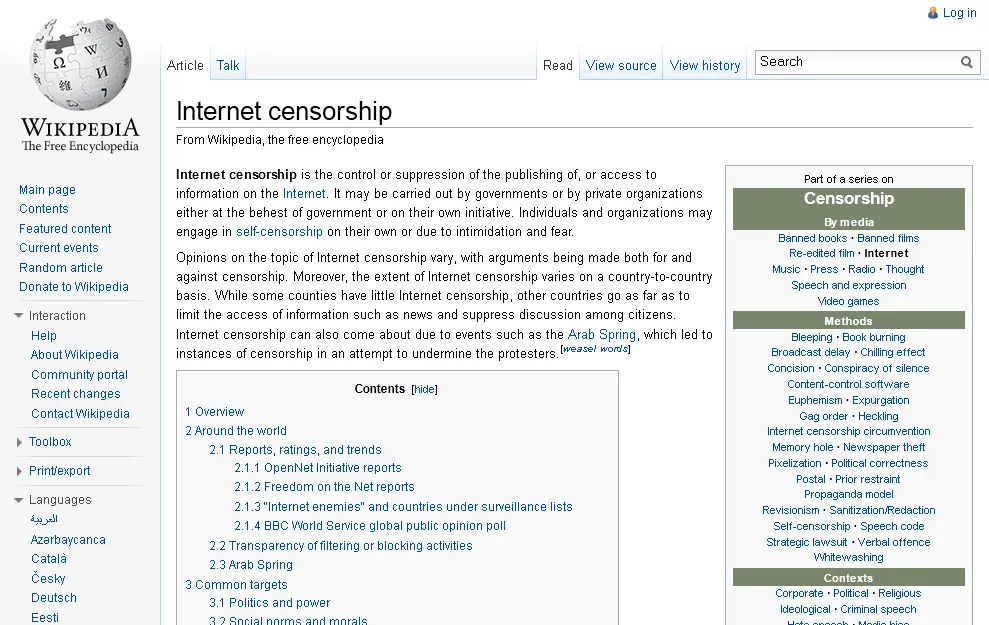 Log in
Article
Talk
Read
View source
View history
Search
WIKIPEDIA
The Free Encyclopedia
Main page
Contents
Featured content
Current events
Random article
Donate to Wikipedia
Interaction
Help
About Wikipedia
Community portal
Recent changes
Contact Wikipedia
Toolbox
Print/export
Languages
العربية
Azərbaycanca
Català
Česky
Deutsch
Eesti
Internet censorship
From Wikipedia, the free encyclopedia
Internet censorship is the control or suppression of the publishing of, or access to
information on the Internet. It may be carried out by governments or by private organizations
either at the behest of government or on their own initiative. Individuals and organizations may
engage in self-censorship on their own or due to intimidation and fear.
Opinions on the topic of Internet censorship vary, with arguments being made both for and
against censorship. Moreover, the extent of Internet censorship varies on a country-to-country
basis. While some counties have little Internet censorship, other countries go as far as to
limit the access of information such as news and suppress discussion among citizens.
Internet censorship can also come about due to events such as the Arab Spring, which led to
instances of censorship in an attempt to undermine the protesters.[weasel words]
Contents [hide]
1 Overview
2 Around the world
2.1 Reports, ratings, and trends
2.1.1 OpenNet Initiative reports
2.1.2 Freedom on the Net reports
2.1.3 "Internet enemies" and countries under surveillance lists
2.1.4 BBC World Service global public opinion poll
2.2 Transparency of filtering or blocking activities
2.3 Arab Spring
3 Common targets
3.1 Politics and power
3.2 Social norms and morals
Part of a series on
Censorship
By media
Banned books • Banned films
Re-edited film • Internet
Music • Press • Radio • Thought
Speech and expression
Video games
Methods
Bleeping • Book burning
Broadcast delay • Chilling effect
Concision • Conspiracy of silence
Content-control software
Euphemism • Expurgation
Gag order • Heckling
Internet censorship circumvention
Memory hole • Newspaper theft
Pixelization • Political correctness
Postal • Prior restraint
Propaganda model
Revisionism • Sanitization/Redaction
Self-censorship • Speech code
Strategic lawsuit • Verbal offence
Whitewashing
Contexts
Corporate • Political • Religious
Ideological • Criminal speech
Hate speech • Media bias